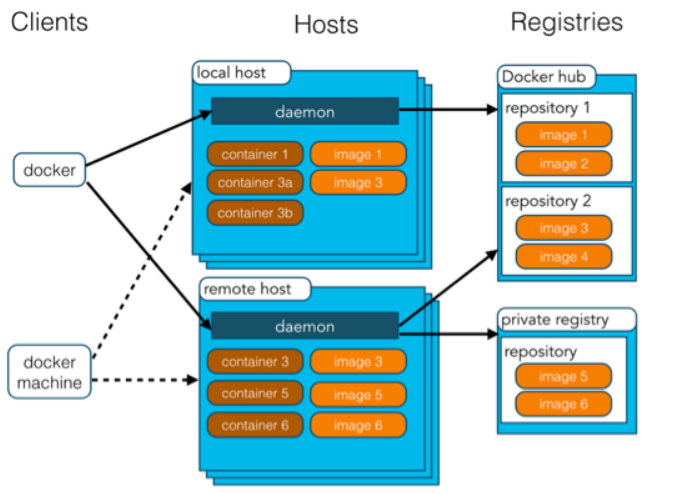 Clients
Hosts
Registries
docker
docker
machine
local host
daemon
container 1
image 1
container 3a
image 3
container 3b
remote host
daemon
container 3
image 3
container 5
image 5
container 6
image 6
Docker hub
repository 1
image 1
image 2
repository 2
image 3
image 4
private registry
repository
image 5
image 6